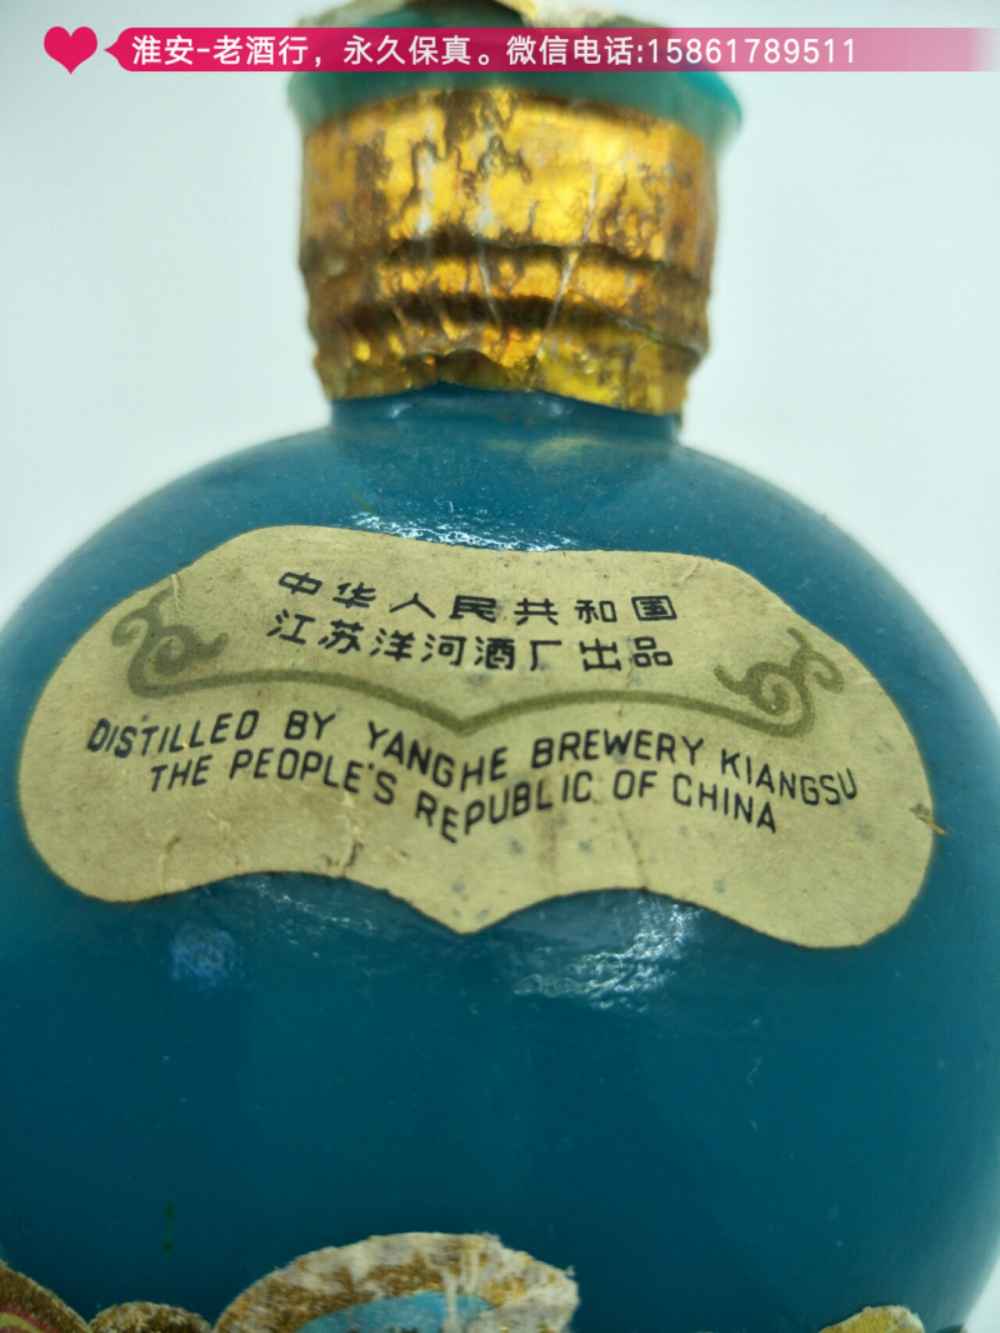 淮安-老酒行，永久保真。微信电话:15861789511
中华人民共和国
江苏洋河酒厂出品
DISTILLED BY YANGHE BREWERY KIANGSU
THE PEOPLE'S REPUBLIC OF CHINA